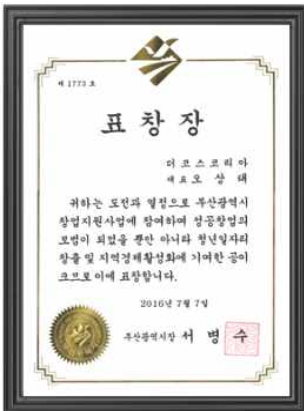 제 1773 호
표 창 장
더코스코리아
대표 오 상 택
귀하는 도전과 열정으로 부산광역시
창업지원사업에 참여하여 성공창업의
모범이 되었을 뿐만 아니라 청년일자리
창출 및 지역경제활성화에 기여한 공이
크므로 이에 표창합니다.
2016년 7월 7일
부산광역시장 서 병 수